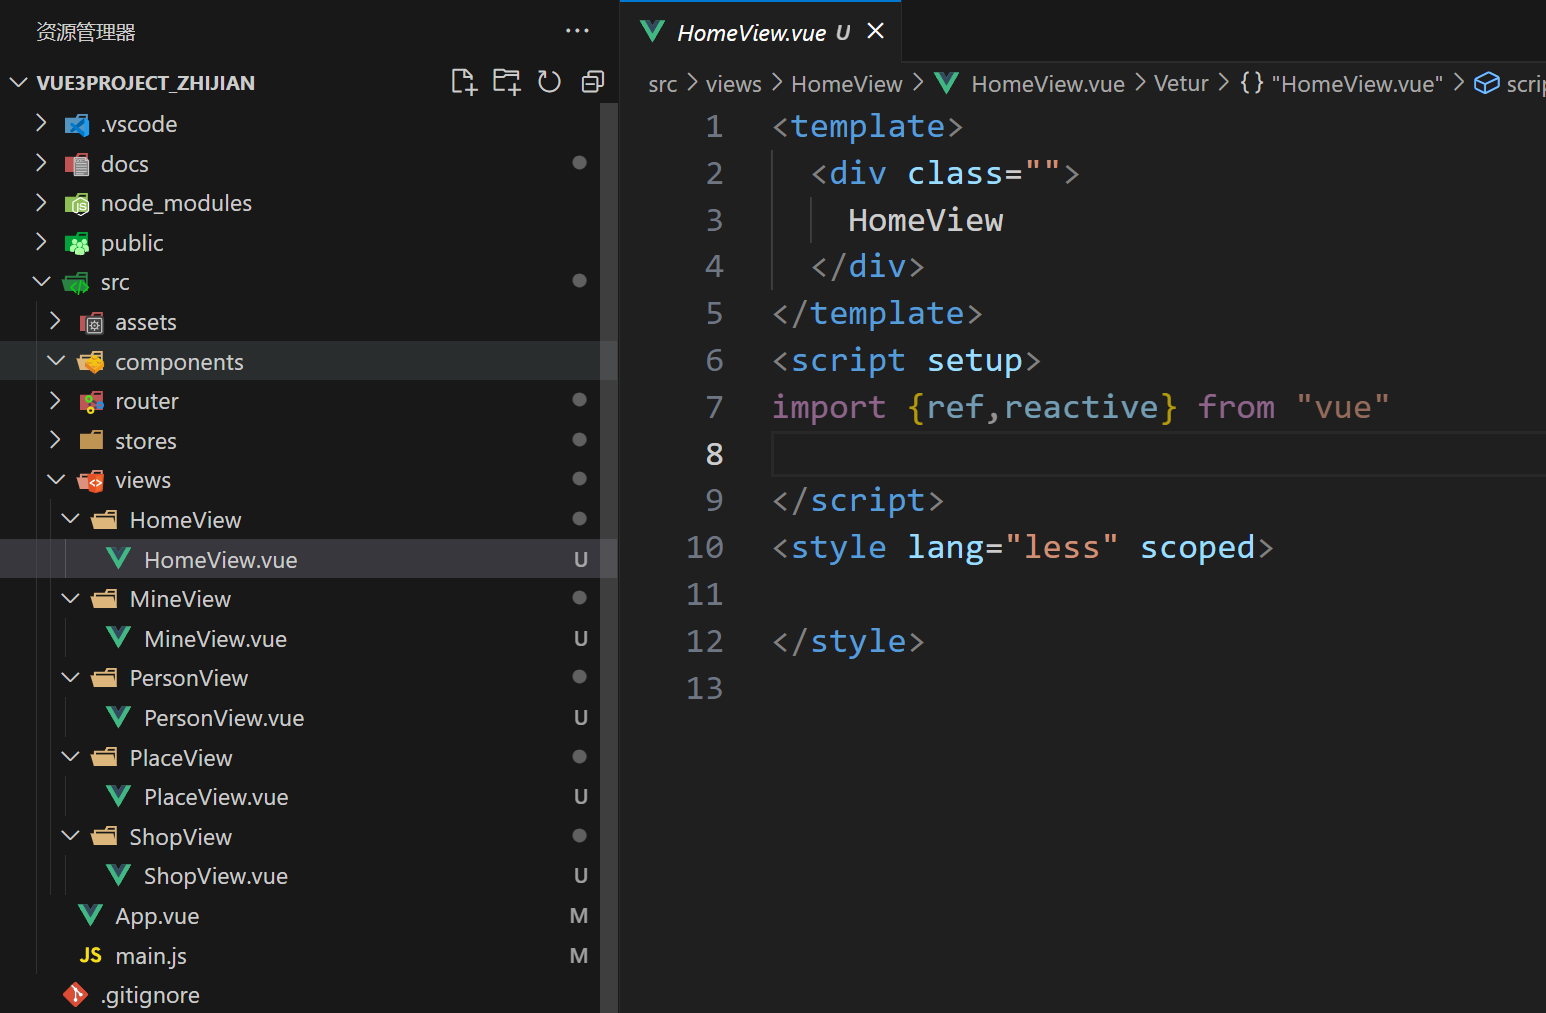 资源管理器
VUE3PROJECT_ZHIJIAN
.vscode
docs
node_modules
public
src
assets
components
router
stores
views
HomeView
HomeView.vue U
MineView
MineView.vue U
PersonView
PersonView.vue U
PlaceView
PlaceView.vue U
ShopView
ShopView.vue U
App.vue M
JS main.js M
.gitignore
HomeView.vue U
src > views > HomeView > HomeView.vue > Vetur > {} "HomeView.vue" > scri
1 <template>
2 <div class="">
3 HomeView
4 </div>
5 </template>
6 <script setup>
7 import {ref,reactive} from "vue"
8
9 </script>
10 <style lang="less" scoped>
11
12 </style>
13